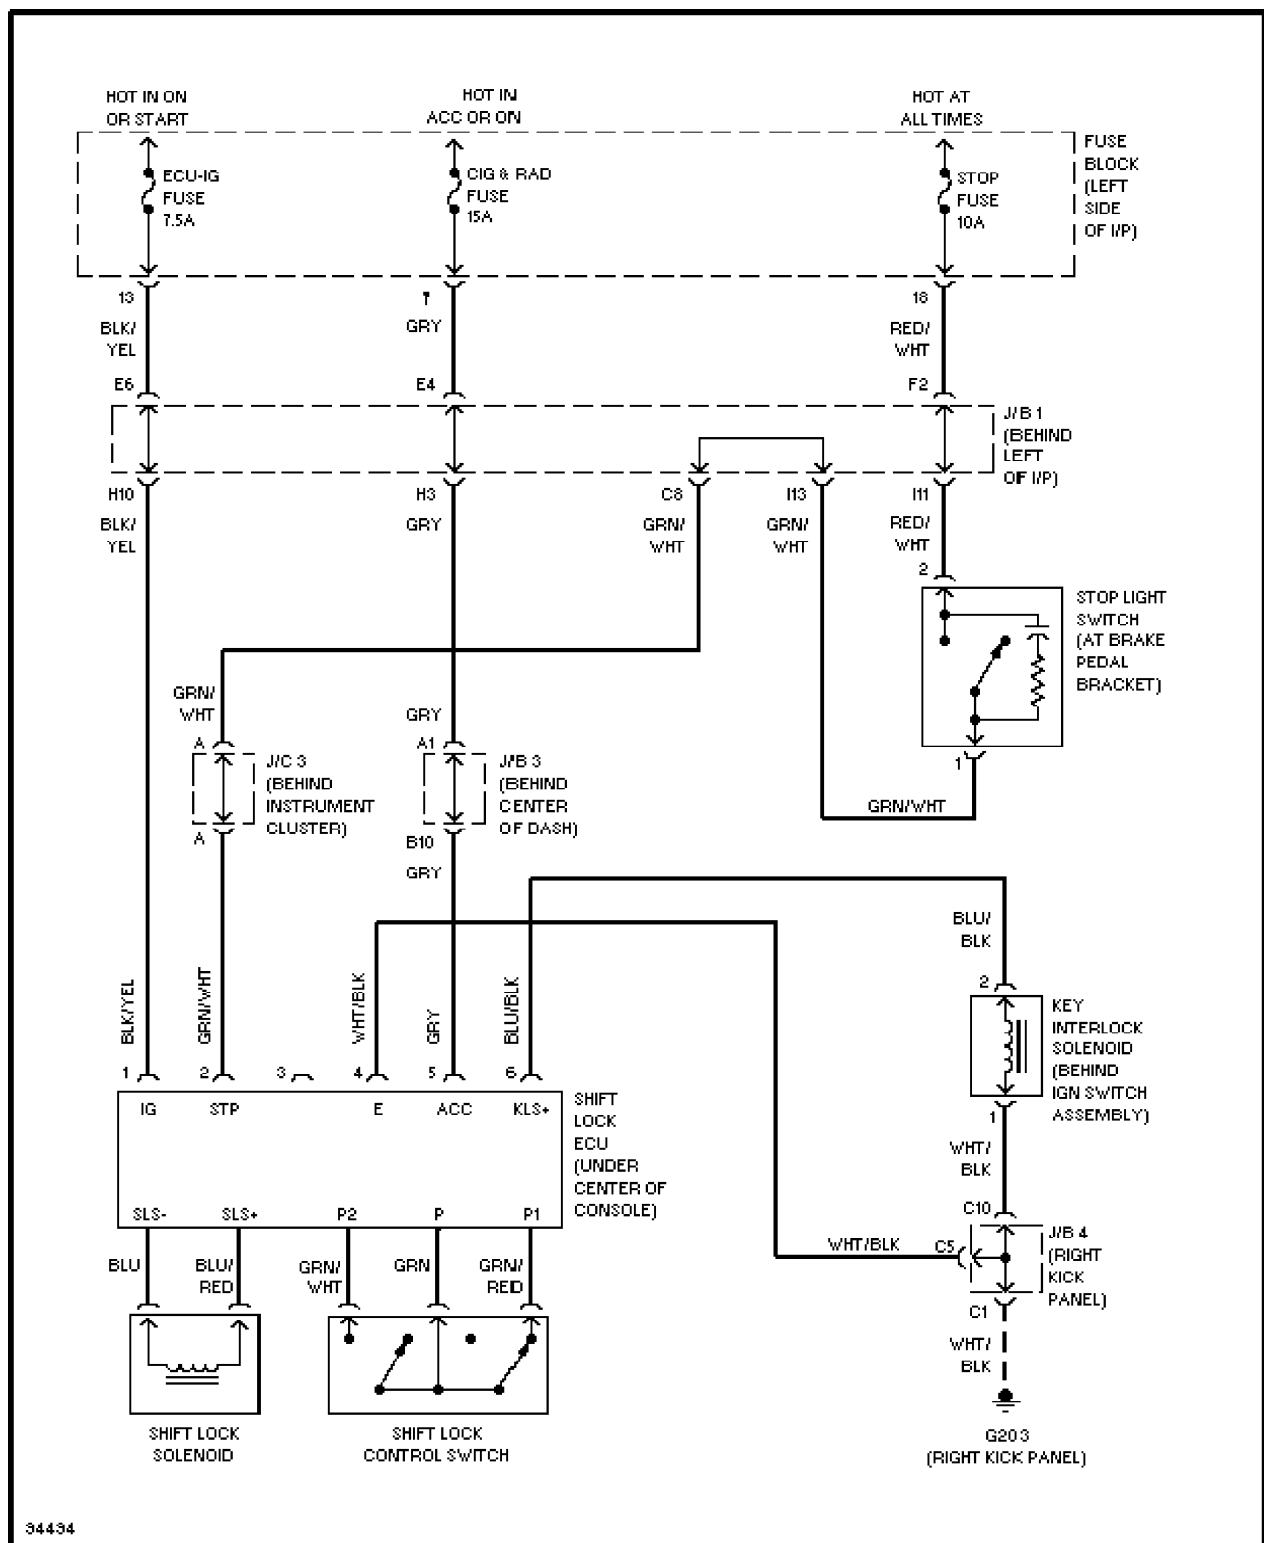 HOT IN ON
OR START
HOT IN
ACC OR ON
HOT AT
ALL TIMES
ECU-IG
FUSE
7.5A
CIG & RAD
FUSE
15A
STOP
FUSE
10A
FUSE
BLOCK
(LEFT
SIDE
OF I/P)
13
18
BLK/
YEL
GRY
RED/
WHT
E6
E4
F2
J/B 1
(BEHIND
LEFT
OF I/P)
H10
H3
C8
I13
I11
BLK/
YEL
GRY
GRN/
WHT
GRN/
WHT
RED/
WHT
2
STOP LIGHT
SWITCH
(AT BRAKE
PEDAL
BRACKET)
1
GRN/WHT
GRN/
WHT
GRY
A
A1
J/C 3
(BEHIND
INSTRUMENT
CLUSTER)
J/B 3
(BEHIND
CENTER
OF DASH)
A
B10
GRY
BLU/
BLK
BLK/YEL
GRN/WHT
WHT/BLK
GRY
BLU/BLK
2
KEY
INTERLOCK
SOLENOID
(BEHIND
IGN SWITCH
ASSEMBLY)
1
1
2
3
4
5
6
IG
STP
E
ACC
KLS+
SHIFT
LOCK
ECU
(UNDER
CENTER OF
CONSOLE)
SLS-
SLS+
P2
P
P1
WHT/
BLK
C10
WHT/BLK
C5
J/B 4
(RIGHT
KICK
PANEL)
C1
BLU
BLU/
RED
GRN/
WHT
GRN
GRN/
RED
WHT/
BLK
SHIFT LOCK
SOLENOID
SHIFT LOCK
CONTROL SWITCH
G203
(RIGHT KICK PANEL)
94494